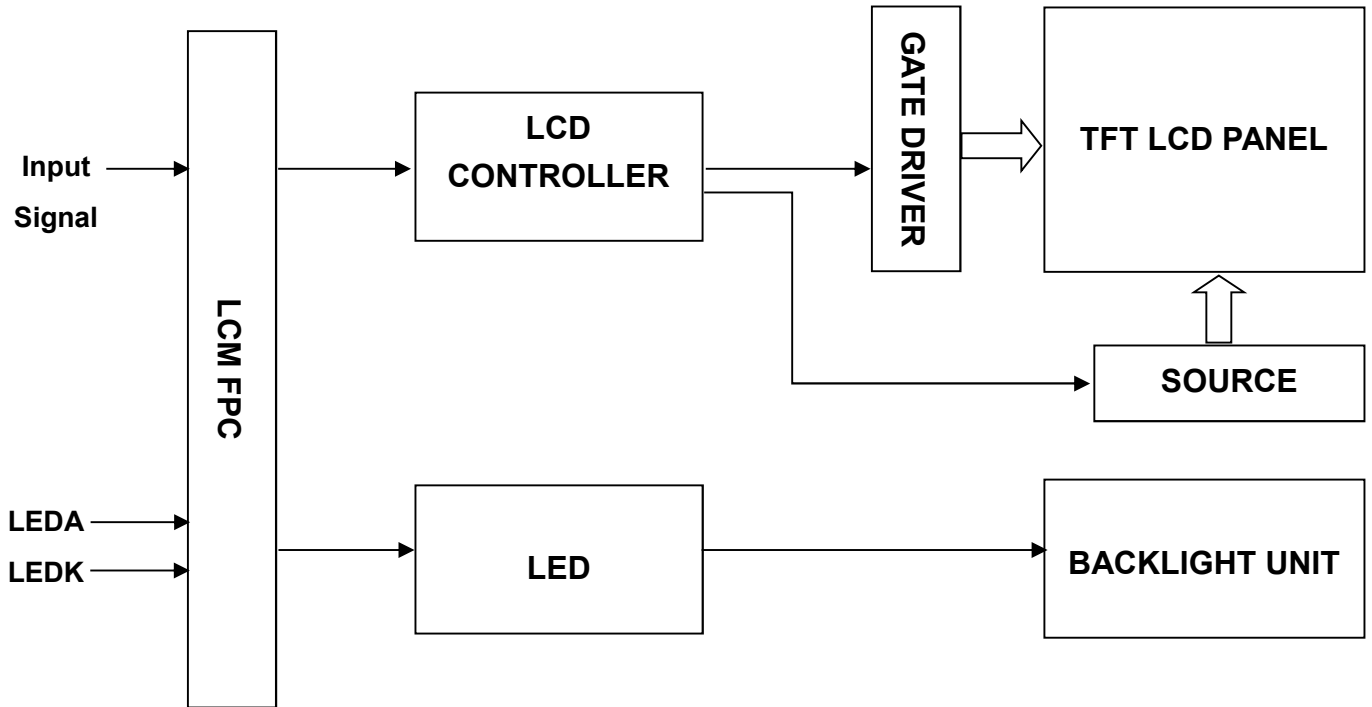 Input
Signal
LEDA
LEDK
LCM FPC
LCD
CONTROLLER
LED
GATE DRIVER
TFT LCD PANEL
SOURCE
BACKLIGHT UNIT